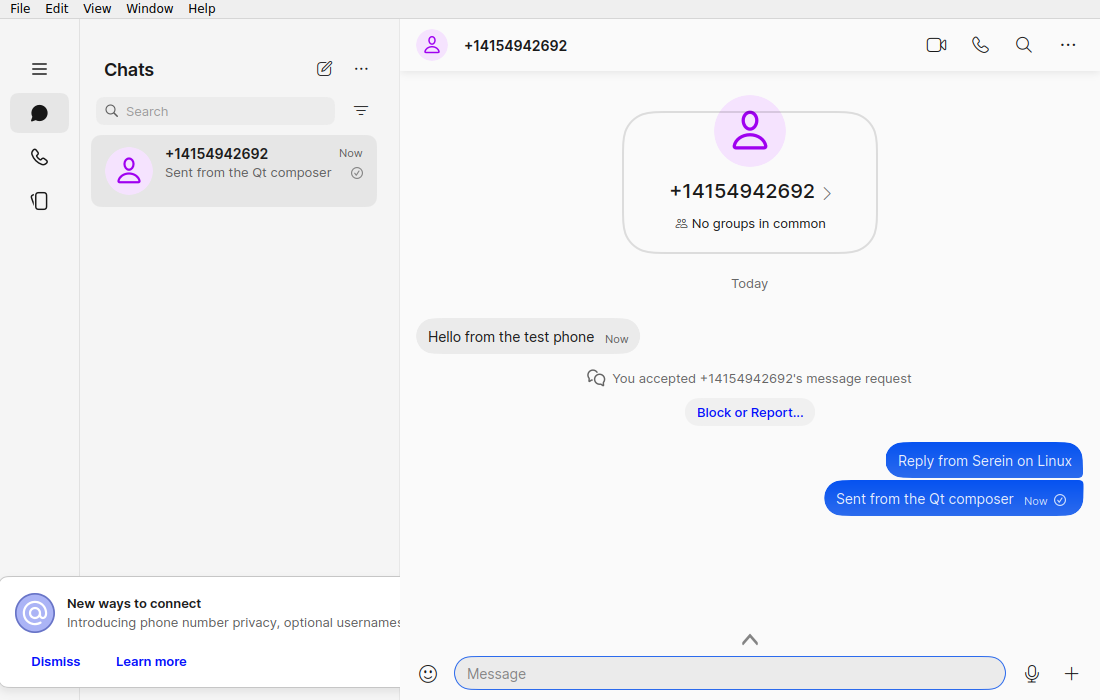 File Edit View Window Help
Chats
Search
+14154942692
Now
Sent from the Qt composer
New ways to connect
Introducing phone number privacy, optional usernames
Dismiss
Learn more
+14154942692
+14154942692
No groups in common
Today
Hello from the test phone Now
You accepted +14154942692's message request
Block or Report...
Reply from Serein on Linux
Sent from the Qt composer Now
Message